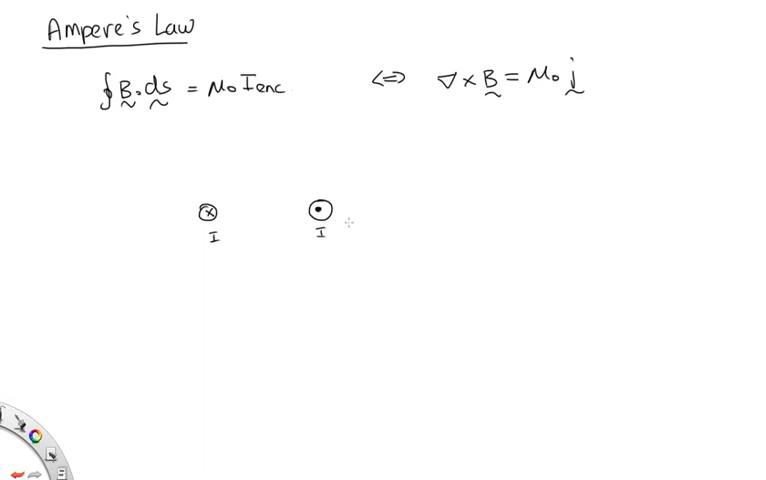 Ampere's Law
∮ B . ds = μ₀ Ienc ⟺ ∇ × B = μ₀ j
I I